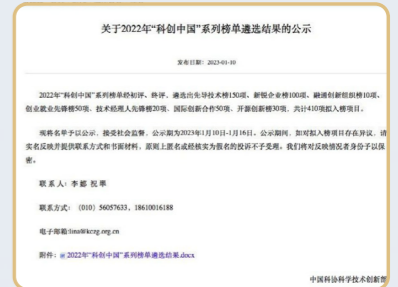 关于2022年“科创中国”系列榜单遴选结果的公示
发布日期：2023-01-10
2022年“科创中国”系列榜单经初评、终评，遴选出先导技术榜150项、新锐企业榜100项、融通创新组织榜10项、
创业就业先锋榜50项、技术经理人先锋榜20项、国际创新合作50项、开源创新榜30项，共计410项拟入榜项目。
现将名单予以公示，接受社会监督，公示期为2023年1月10日-1月16日。公示期间，如对拟入榜项目存在异议，请
实名反映并提供联系方式和书面材料，原则上匿名或经核实为假名的投诉不予受理。我们将对反映情况者身份予以保
密。
联系人：李娜 倪
联系方式：（010）56057633，18610016188
电子邮箱:lina@kczg.org.cn
附件：2022年“科创中国”系列榜单遴选结果.docx
中国科协科学技术创新部